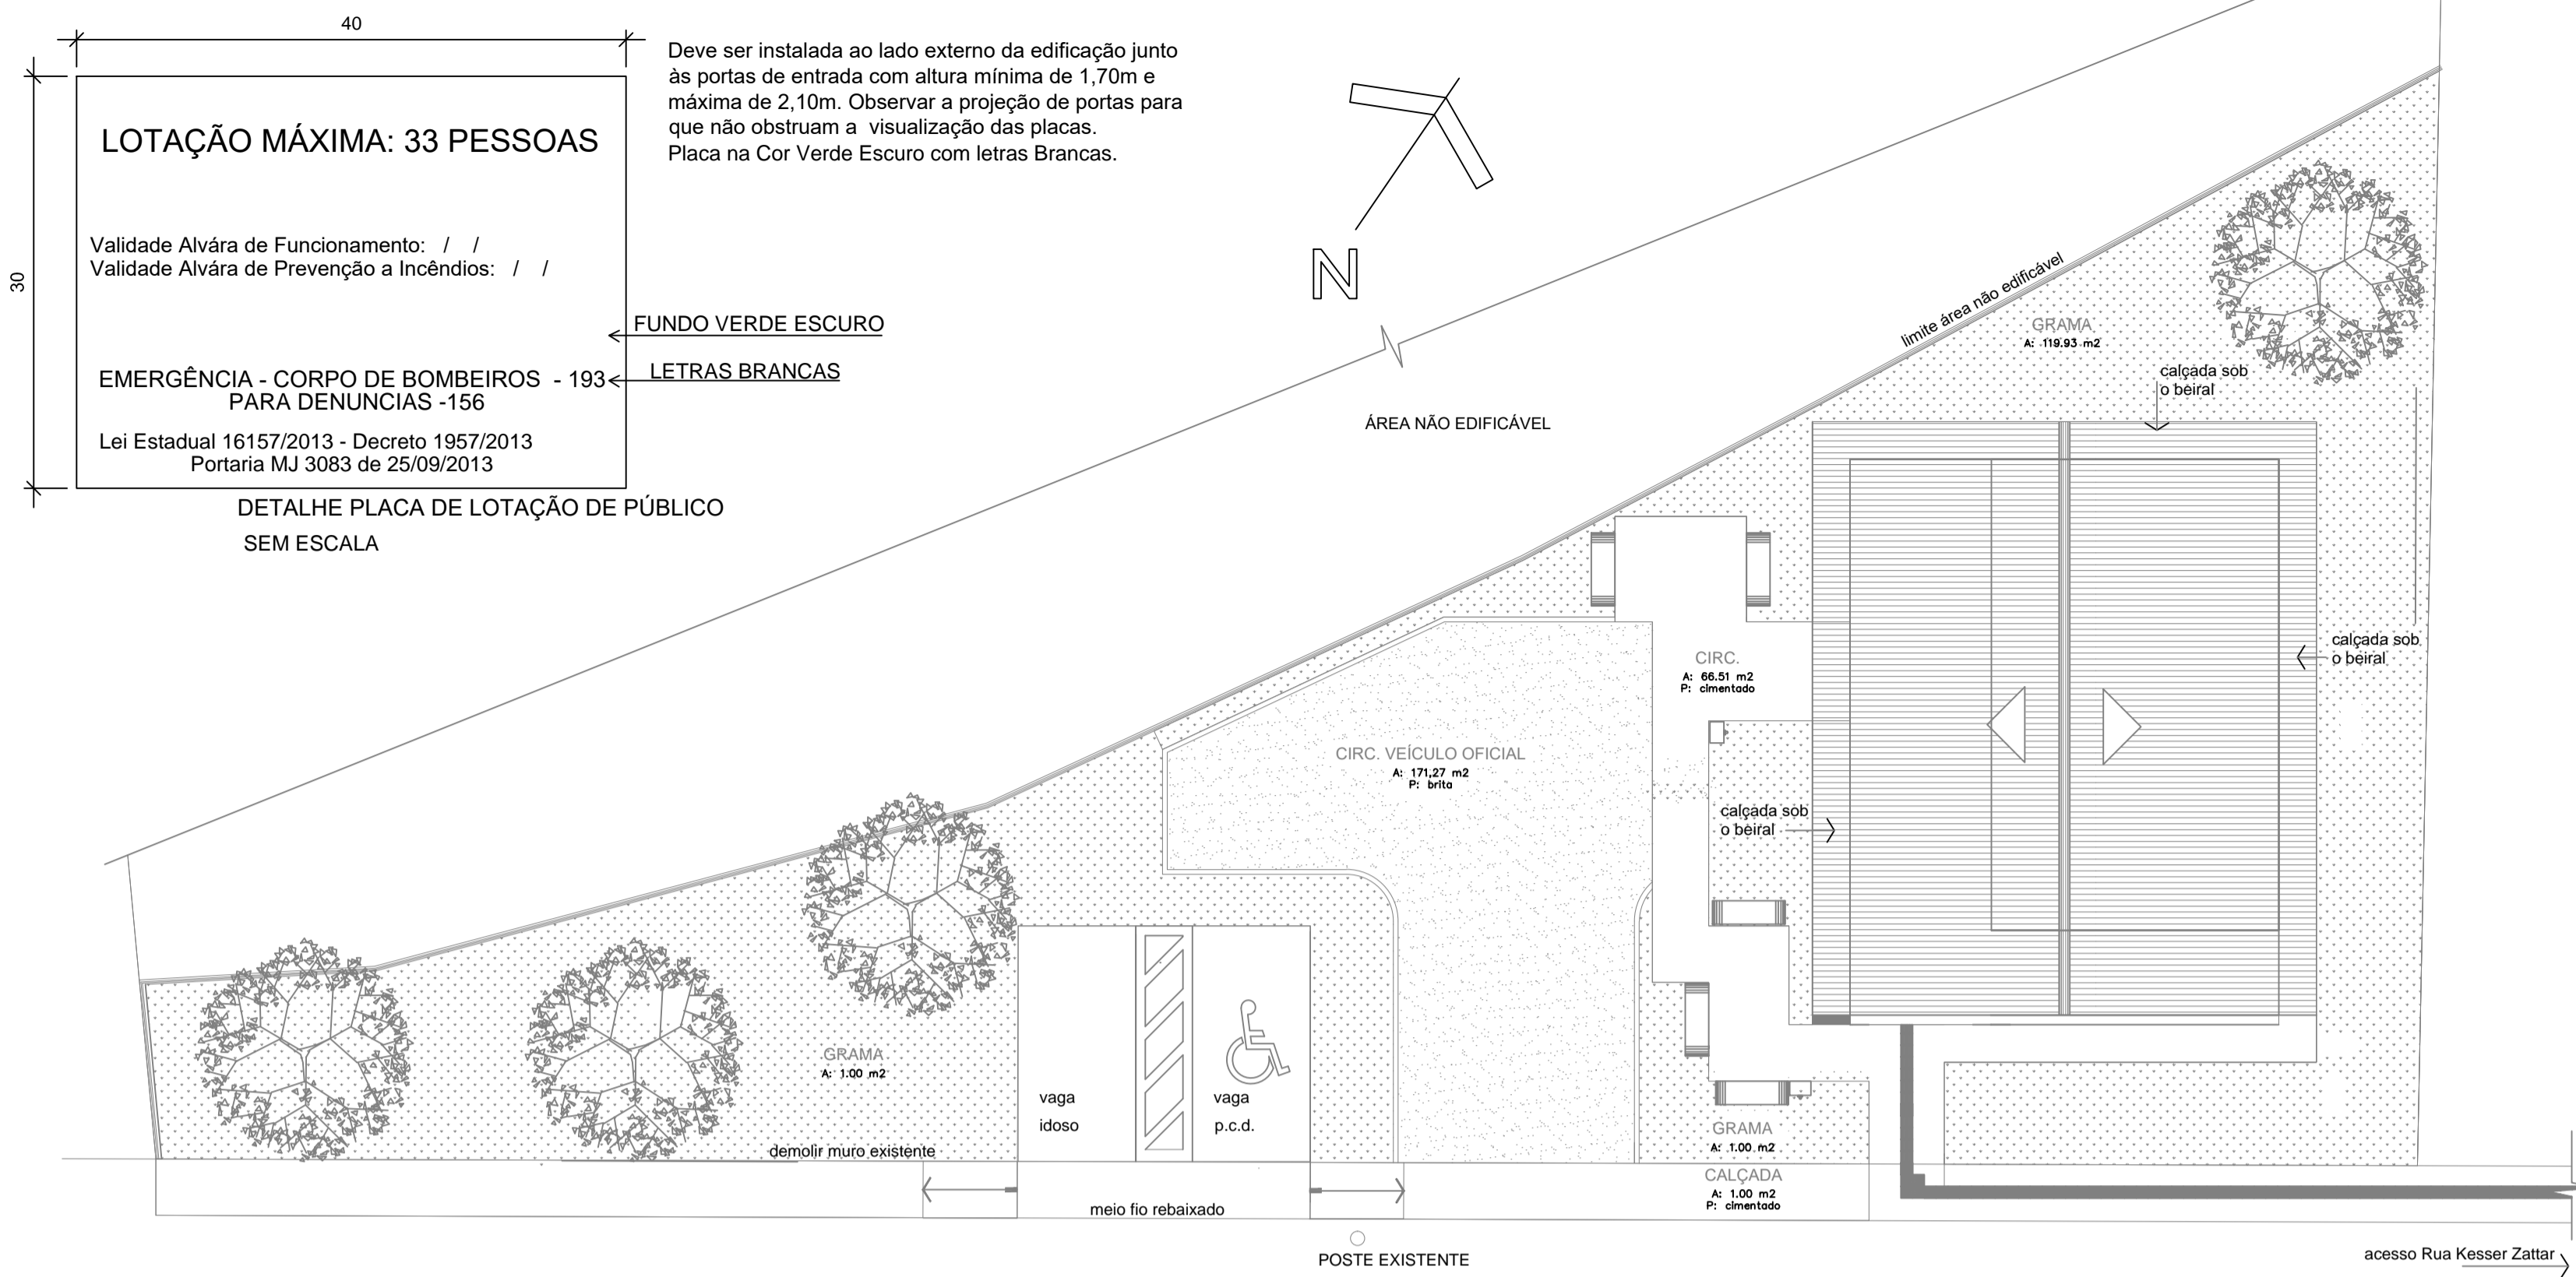 40
30
LOTAÇÃO MÁXIMA: 33 PESSOAS
Validade Alvára de Funcionamento: / /
Validade Alvára de Prevenção a Incêndios: / /
EMERGÊNCIA - CORPO DE BOMBEIROS - 193
PARA DENUNCIAS -156
Lei Estadual 16157/2013 - Decreto 1957/2013
Portaria MJ 3083 de 25/09/2013
FUNDO VERDE ESCURO
LETRAS BRANCAS
DETALHE PLACA DE LOTAÇÃO DE PÚBLICO
SEM ESCALA
Deve ser instalada ao lado externo da edificação junto
às portas de entrada com altura mínima de 1,70m e
máxima de 2,10m. Observar a projeção de portas para
que não obstruam a visualização das placas.
Placa na Cor Verde Escuro com letras Brancas.
N
ÁREA NÃO EDIFICÁVEL
limite área não edificável
GRAMA
A: 119.93 m2
calçada sob
o beiral
calçada sob
o beiral
CIRC.
A: 66.51 m2
P: cimentado
CIRC. VEÍCULO OFICIAL
A: 171,27 m2
P: brita
calçada sob
o beiral
GRAMA
A: 1.00 m2
vaga
idoso
vaga
p.c.d.
demolir muro existente
GRAMA
A: 1.00 m2
CALÇADA
A: 1.00 m2
P: cimentado
meio fio rebaixado
POSTE EXISTENTE
acesso Rua Kesser Zattar